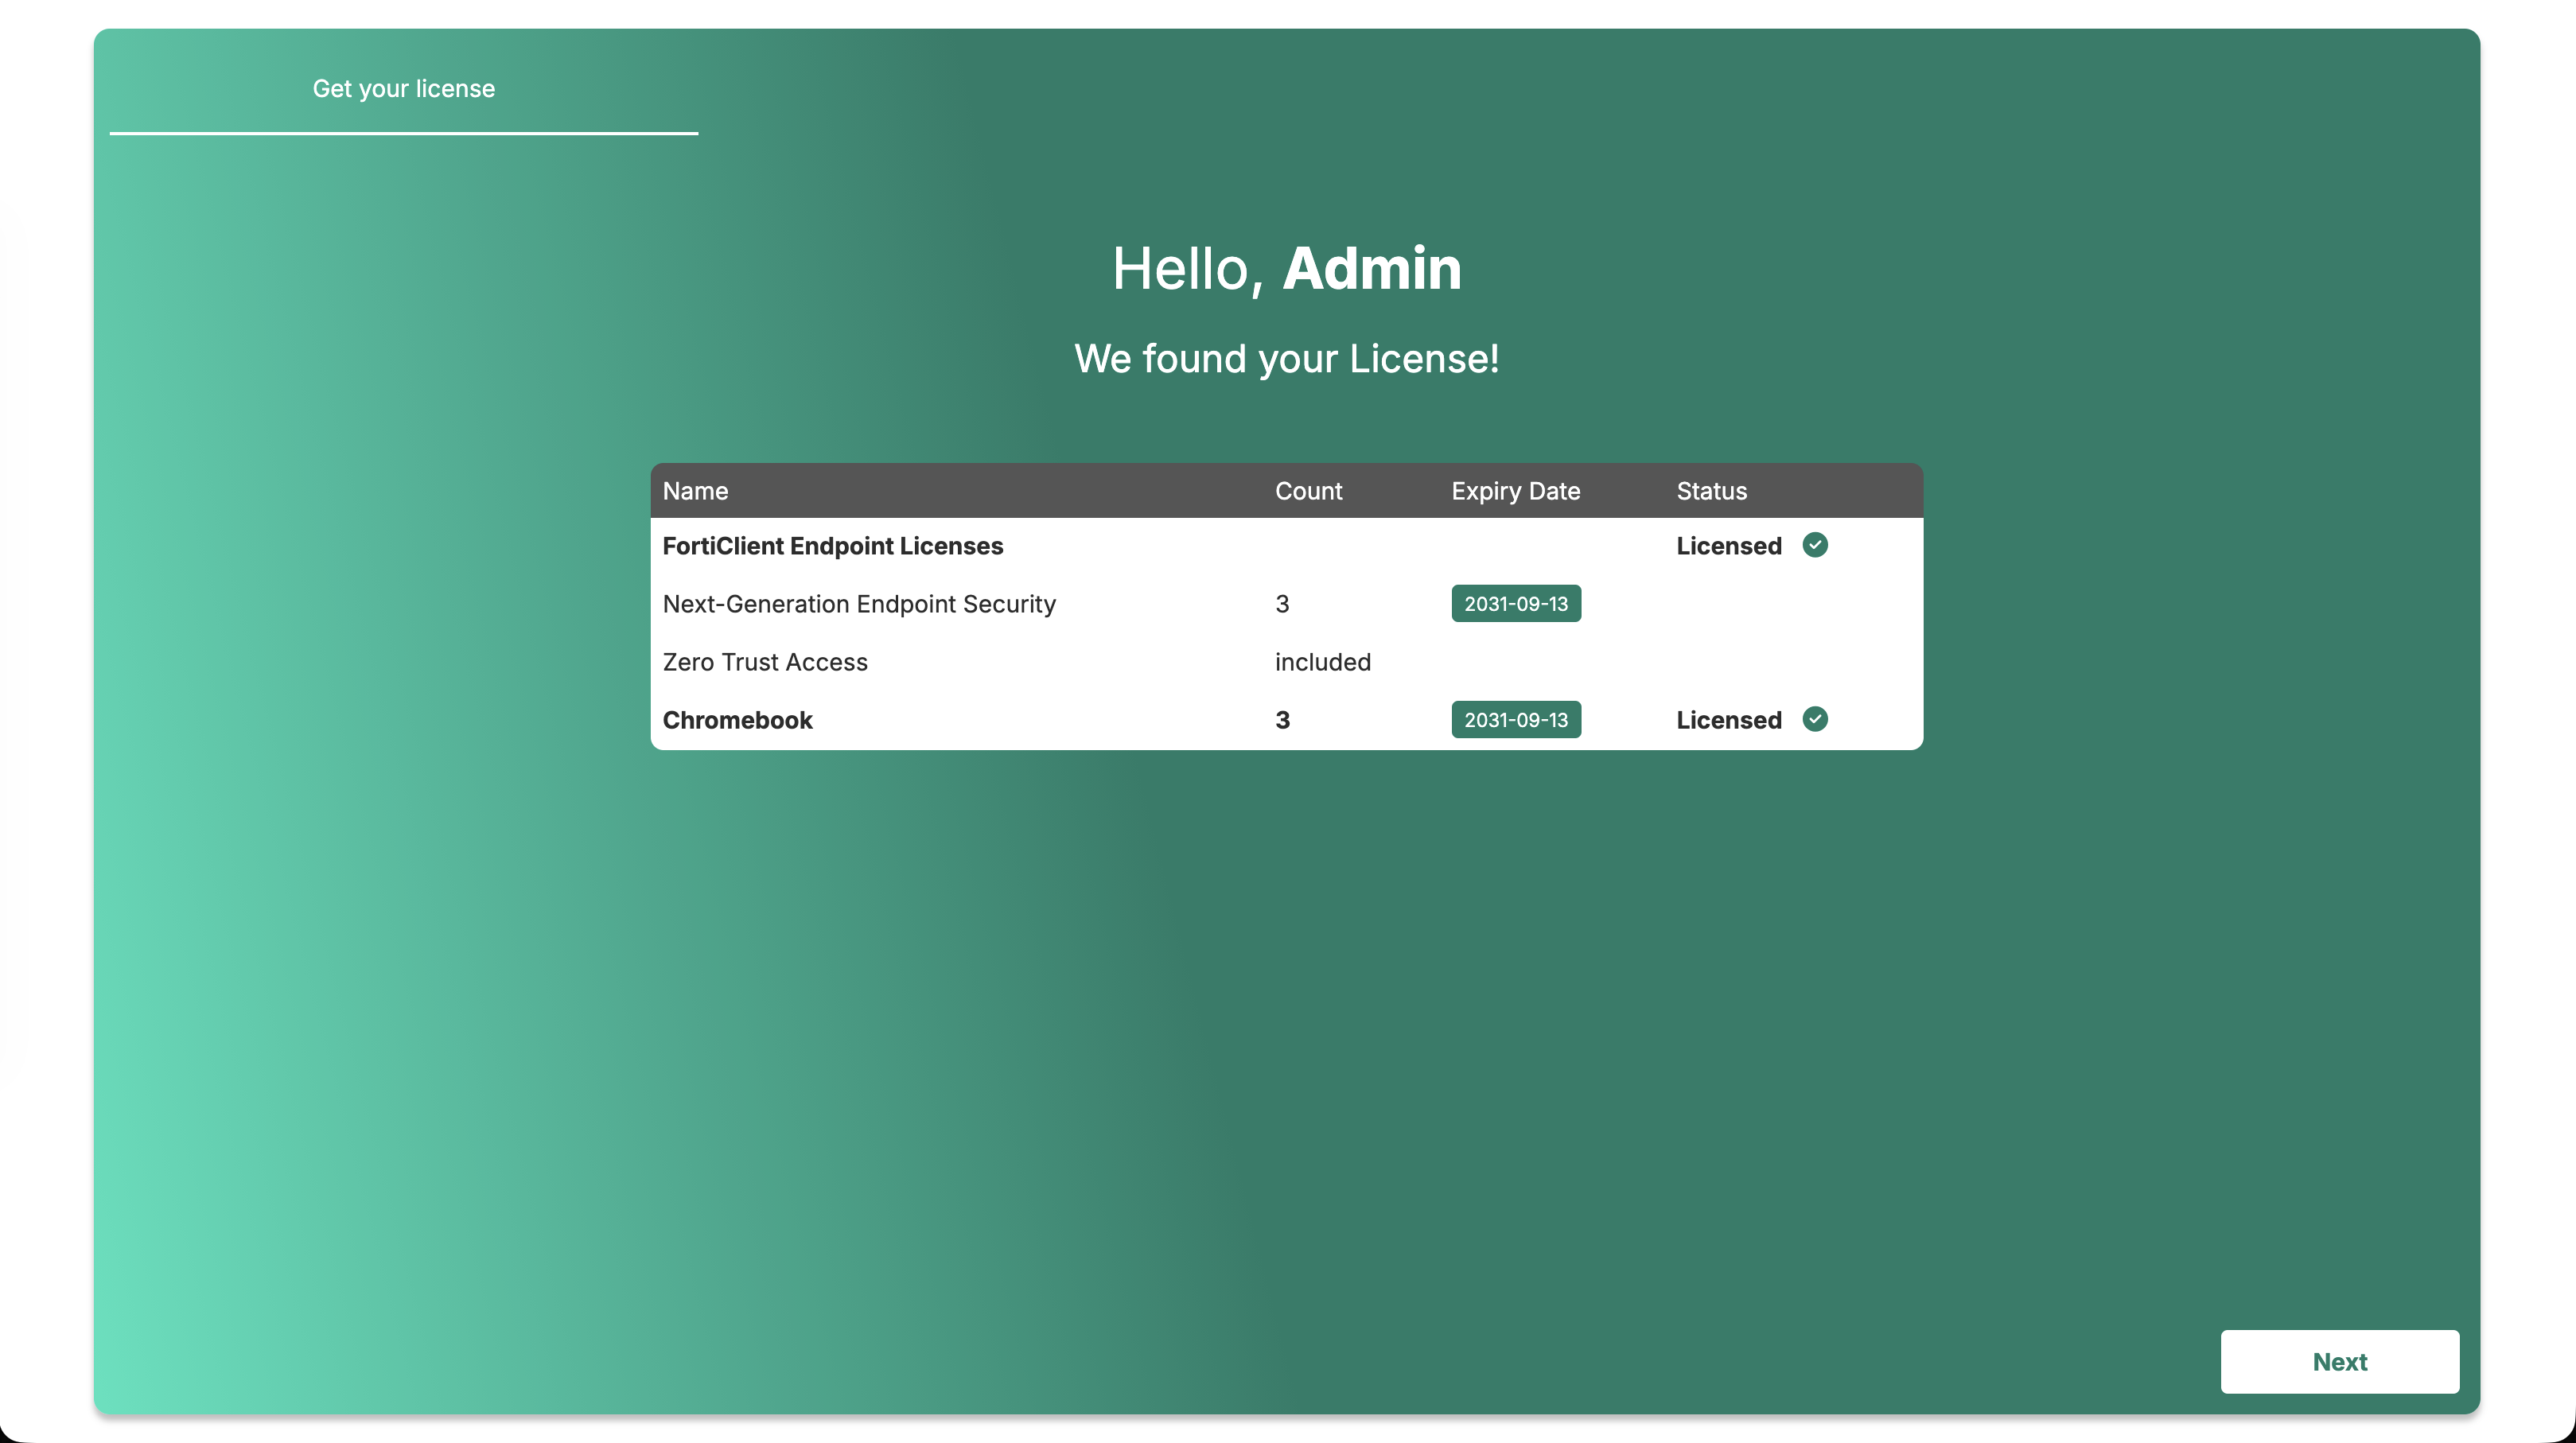 Get your license
Hello, Admin
We found your License!
Name Count Expiry Date Status
FortiClient Endpoint Licenses Licensed
Next-Generation Endpoint Security 3 2031-09-13
Zero Trust Access included
Chromebook 3 2031-09-13 Licensed
Next